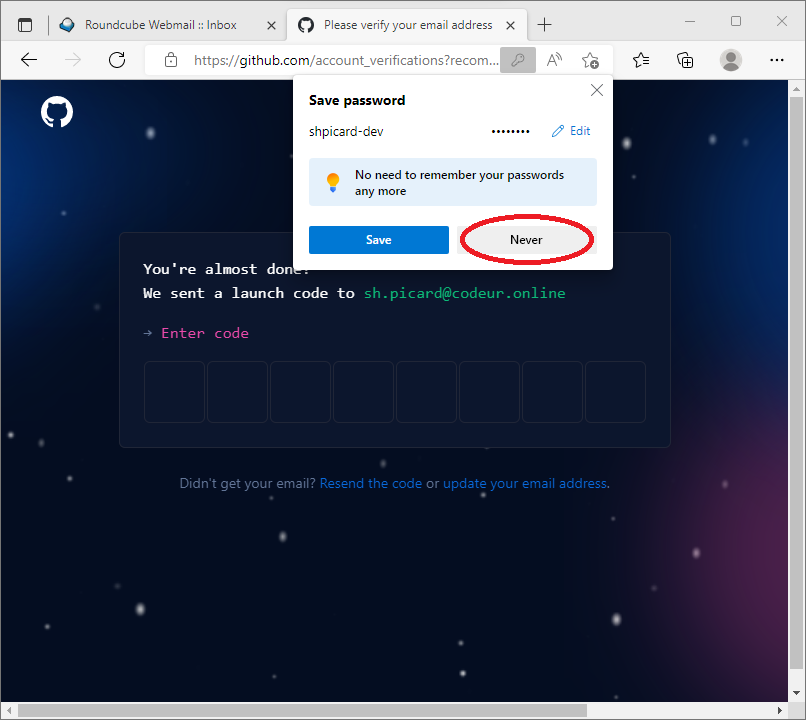 Roundcube Webmail :: Inbox
Please verify your email address
https://github.com/account_verifications?recom...
Save password
shpicard-dev
•••••••• Edit
No need to remember your passwords
any more
Save
Never
You're almost done!
We sent a launch code to sh.picard@codeur.online
→ Enter code
Didn't get your email? Resend the code or update your email address.